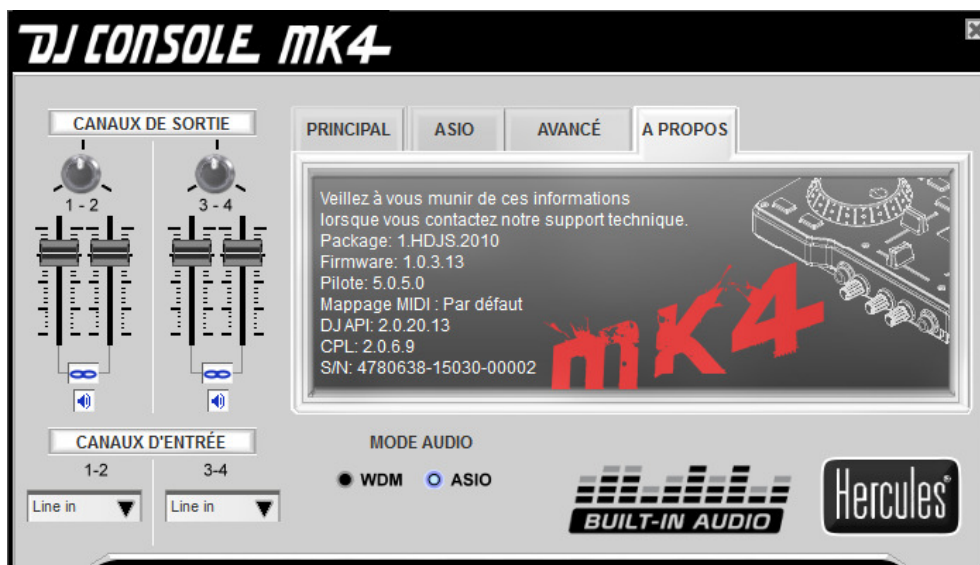 DJ CONSOLE MK4
CANAUX DE SORTIE
1 - 2
3 - 4
PRINCIPAL
ASIO
AVANCÉ
A PROPOS
Veillez à vous munir de ces informations
lorsque vous contactez notre support technique.
Package: 1.HDJS.2010
Firmware: 1.0.3.13
Pilote: 5.0.5.0
Mappage MIDI : Par défaut
DJ API: 2.0.20.13
CPL: 2.0.6.9
S/N: 4780638-15030-00002
mK4
CANAUX D'ENTRÉE
1-2
3-4
Line in
Line in
MODE AUDIO
WDM
ASIO
BUILT-IN AUDIO
Hercules